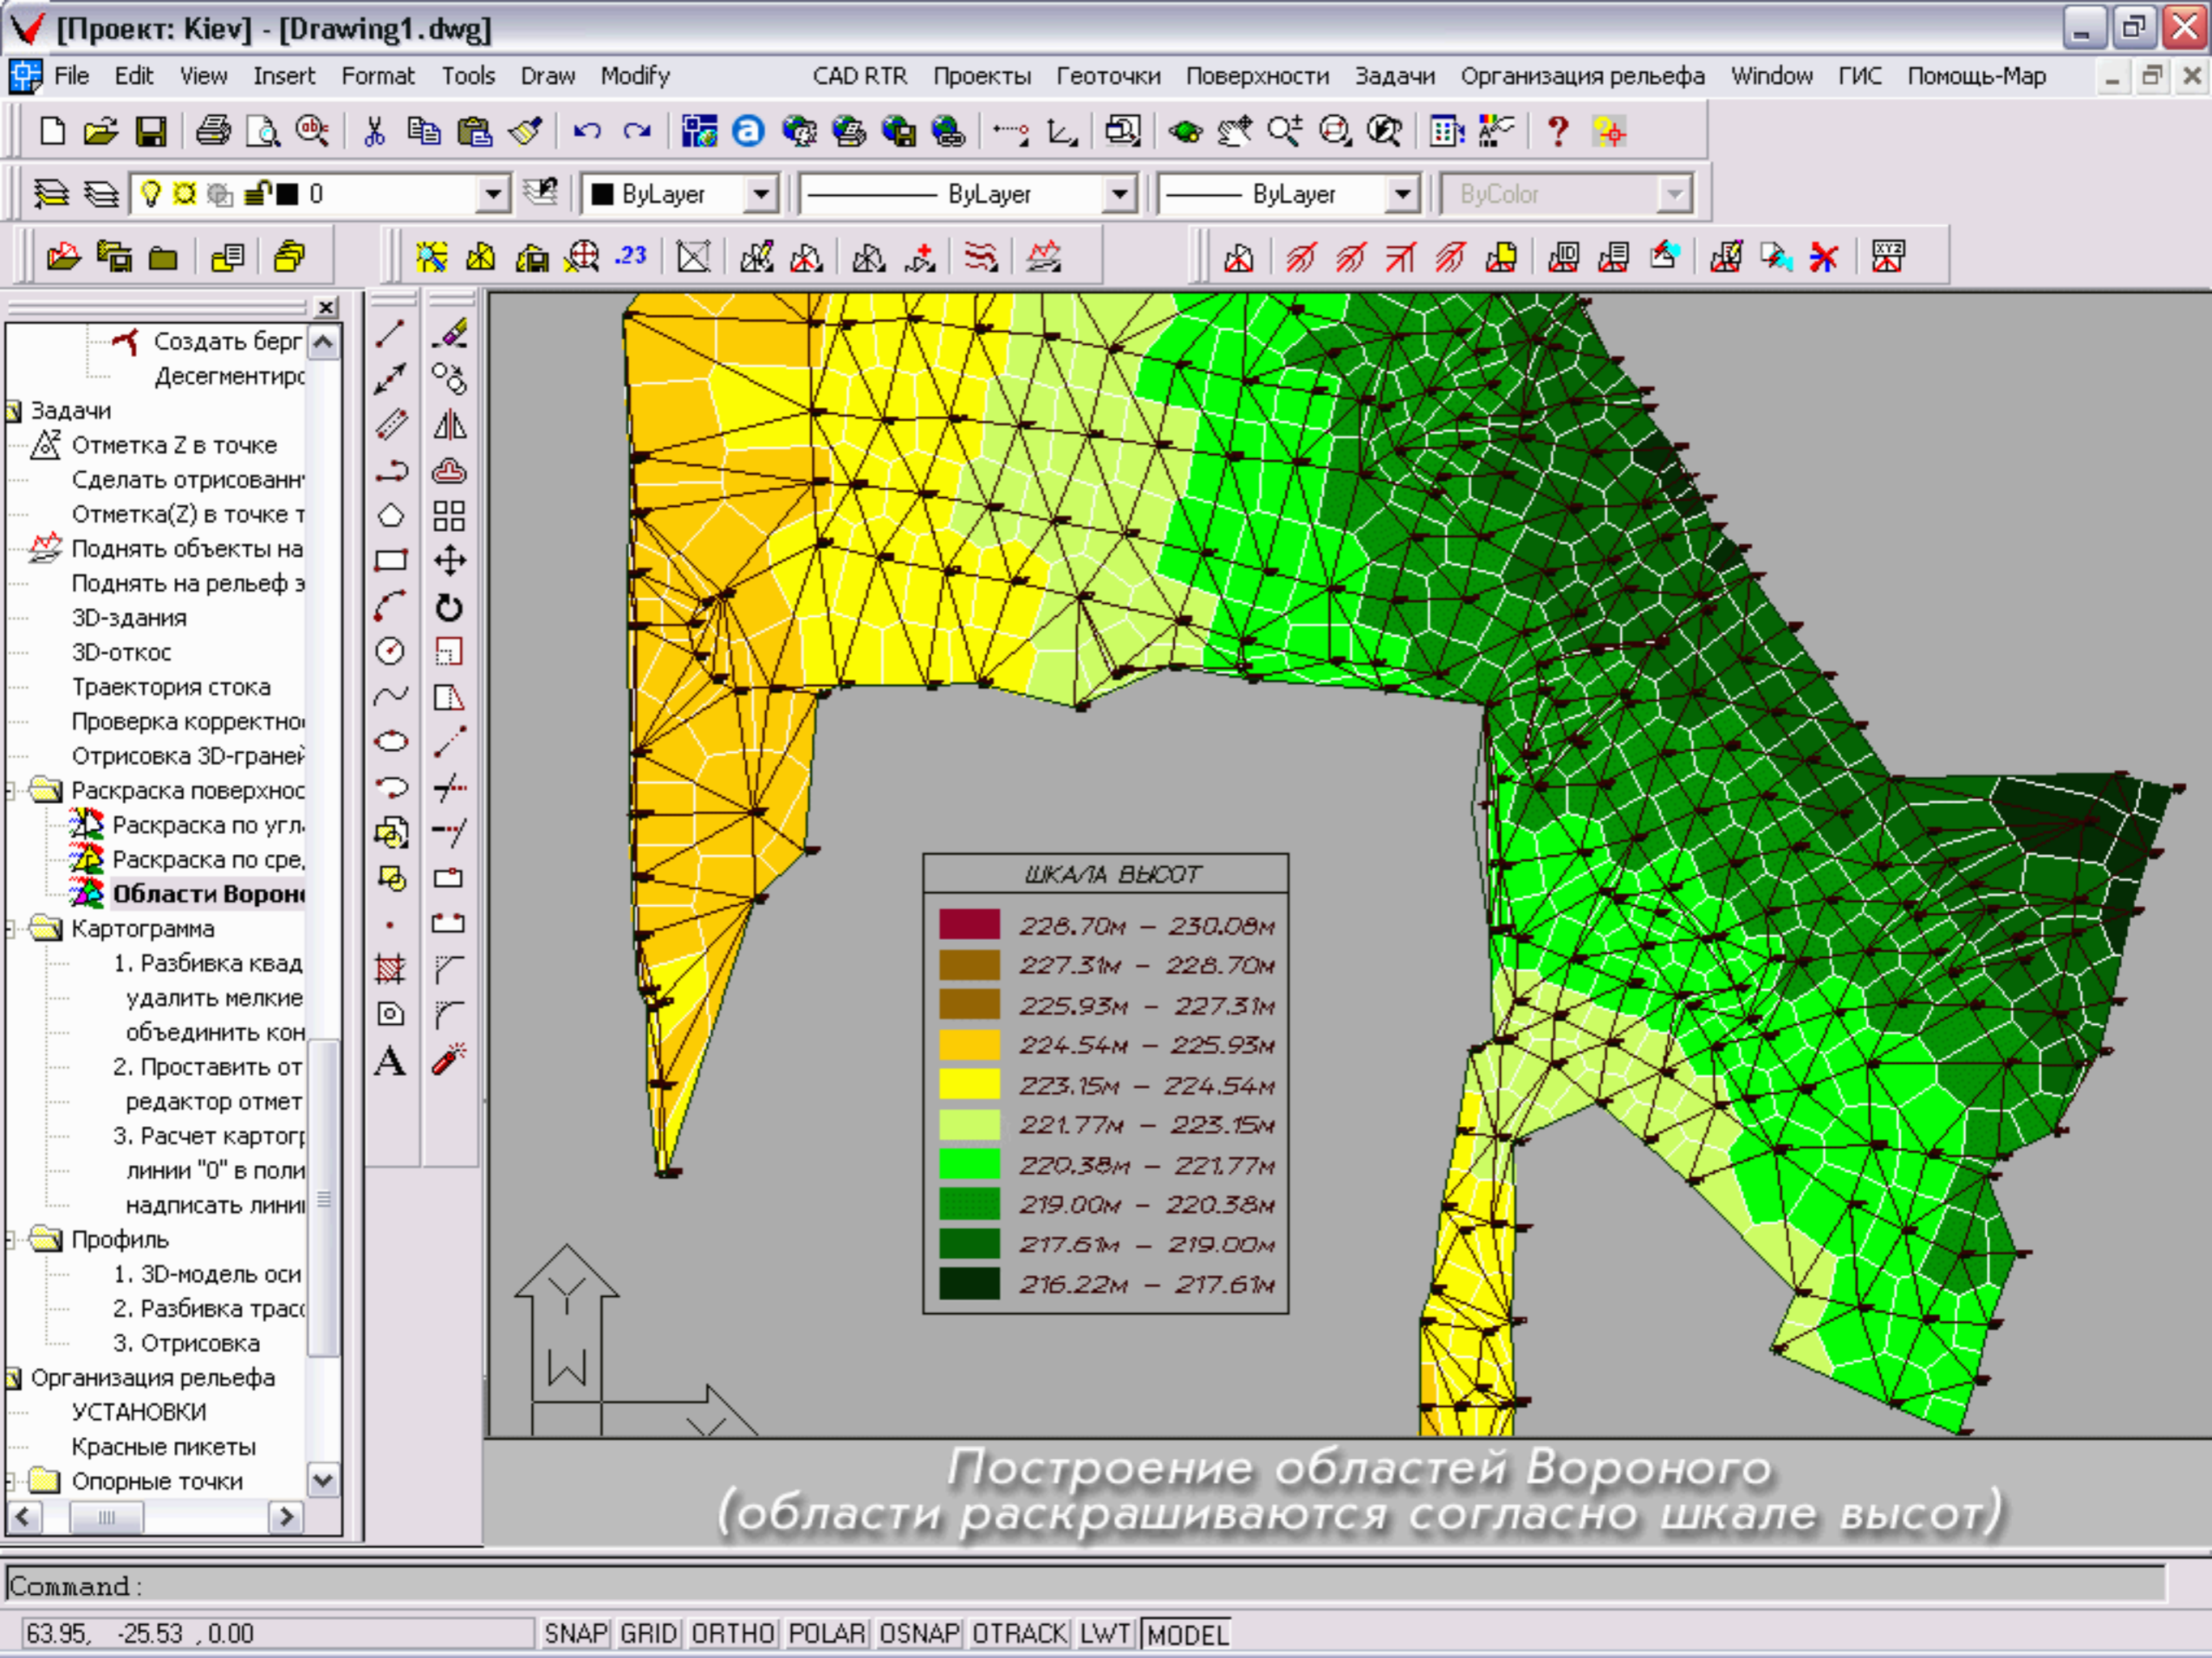 [Проект: Kiev] - [Drawing1.dwg]
File Edit View Insert Format Tools Draw Modify CAD RTR Проекты Геоточки Поверхности Задачи Организация рельефа Window ГИС Помощь-Map
0 ByLayer ByLayer ByLayer ByColor
.23
XYZ
Создать берг
Десегментиро
Задачи
Отметка Z в точке
Сделать отрисованн
Отметка(Z) в точке т
Поднять объекты на
Поднять на рельеф з
3D-здания
3D-откос
Траектория стока
Проверка корректно
Отрисовка 3D-граней
Раскраска поверхнос
Раскраска по угл
Раскраска по сре
Области Ворон
Картограмма
1. Разбивка квад
удалить мелкие
объединить кон
2. Проставить от
редактор отмет
3. Расчет картогр
линии "0" в поли
надписать лини
Профиль
1. 3D-модель оси
2. Разбивка трас
3. Отрисовка
Организация рельефа
УСТАНОВКИ
Красные пикеты
Опорные точки
A
ШКАЛА ВЫСОТ
228.70м – 230.08м
227.31м – 228.70м
225.93м – 227.31м
224.54м – 225.93м
223.15м – 224.54м
221.77м – 223.15м
220.38м – 221.77м
219.00м – 220.38м
217.61м – 219.00м
216.22м – 217.61м
Y
W
Построение областей Вороного
(области раскрашиваются согласно шкале высот)
Command:
63.95, -25.53 , 0.00 SNAP GRID ORTHO POLAR OSNAP OTRACK LWT MODEL